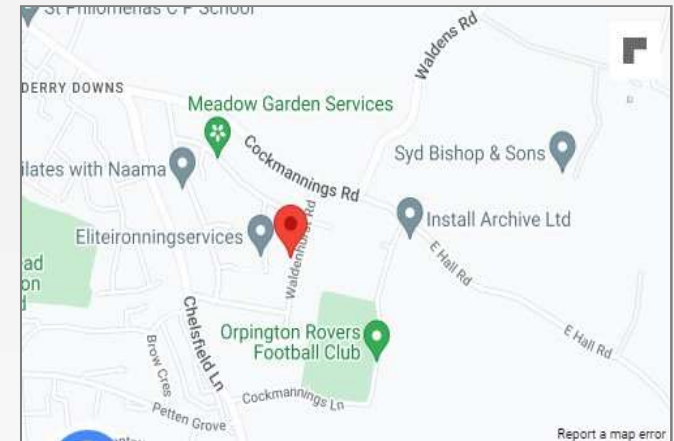 St Philomenas C P School
Waldens Rd
DERRY DOWNS
Meadow Garden Services
Cockmannings Rd
Syd Bishop & Sons
ilates with Naama
Install Archive Ltd
Eliteironningservices
Waldenhurst Rd
E Hall Rd
ad
on
Chelsfield Ln
Orpington Rovers
Football Club
E Hall Rd
Brow Cres
Cockmannings Ln
Petten Grove
Report a map error